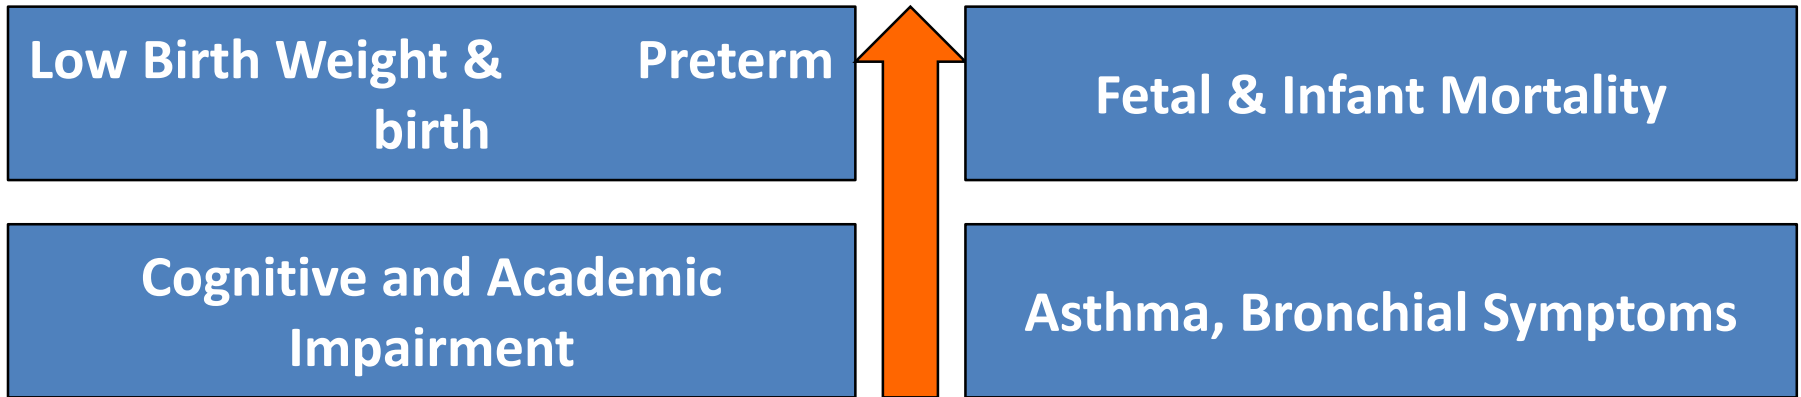 Low Birth Weight & Preterm
birth
Fetal & Infant Mortality
Cognitive and Academic
Impairment
Asthma, Bronchial Symptoms